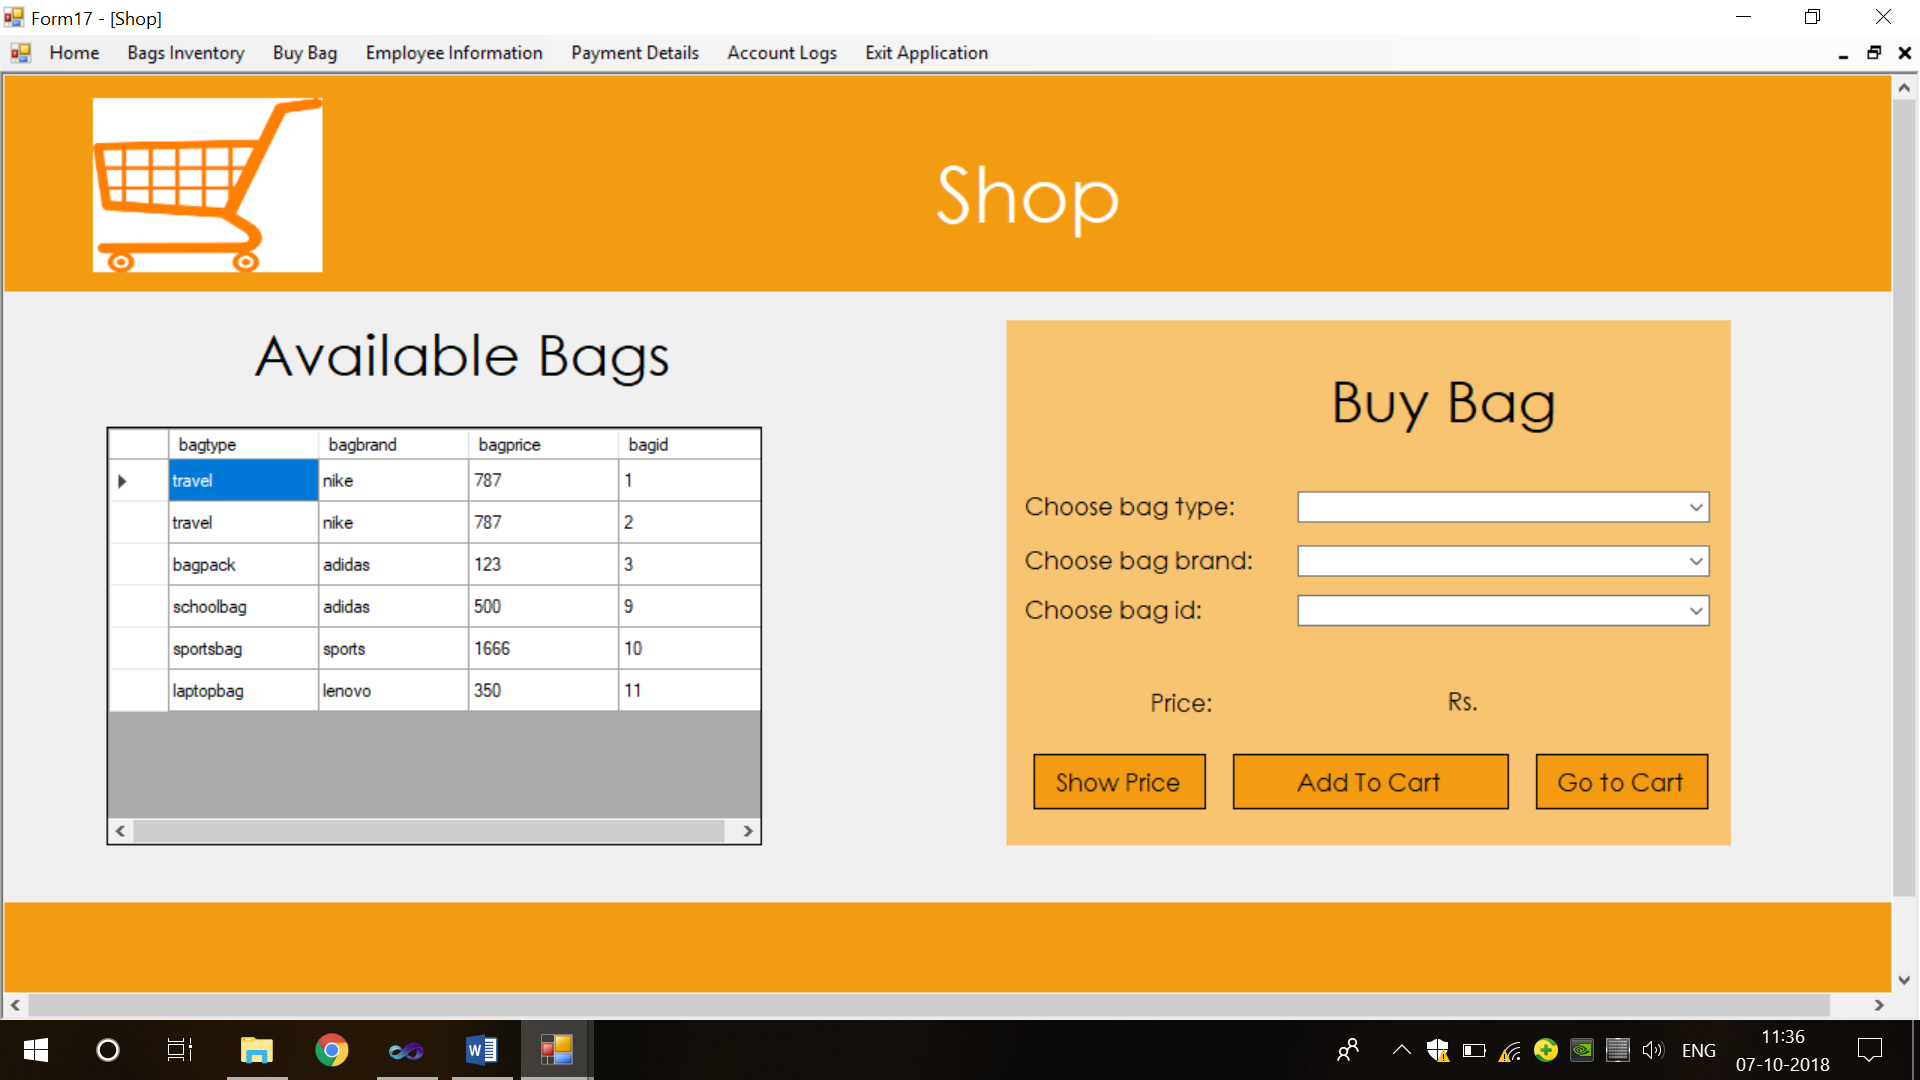 Form17 - [Shop]
Home Bags Inventory Buy Bag Employee Information Payment Details Account Logs Exit Application
Shop
Available Bags
bagtype bagbrand bagprice bagid
travel nike 787 1
travel nike 787 2
bagpack adidas 123 3
schoolbag adidas 500 9
sportsbag sports 1666 10
laptopbag lenovo 350 11
Buy Bag
Choose bag type:
Choose bag brand:
Choose bag id:
Price: Rs.
Show Price Add To Cart Go to Cart
ENG
11:36
07-10-2018